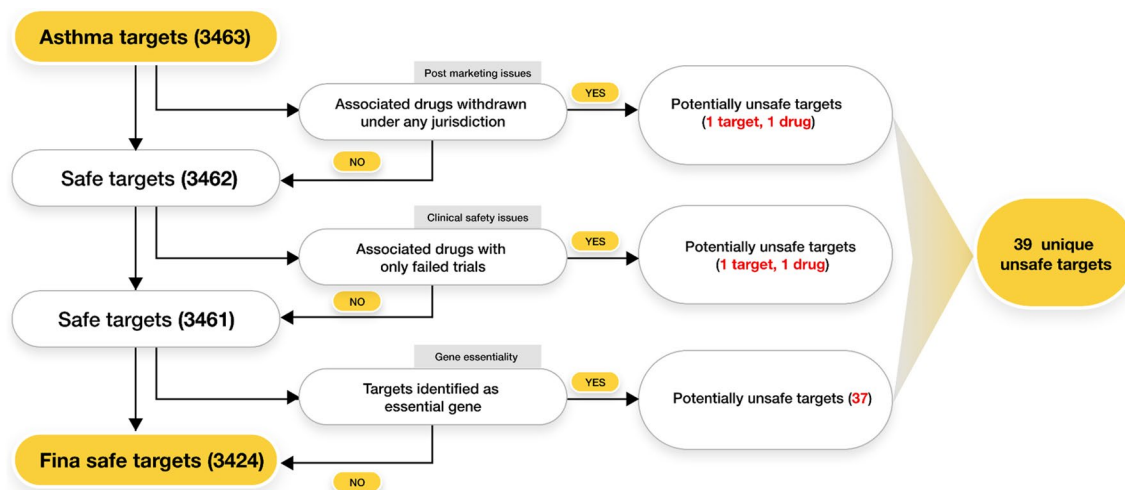 Asthma targets (3463)
Post marketing issues
Associated drugs withdrawn
under any jurisdiction
YES
Potentially unsafe targets
(1 target, 1 drug)
NO
Safe targets (3462)
Clinical safety issues
Associated drugs with
only failed trials
YES
Potentially unsafe targets
(1 target, 1 drug)
39 unique
unsafe targets
NO
Safe targets (3461)
Gene essentiality
Targets identified as
essential gene
YES
Potentially unsafe targets (37)
Fina safe targets (3424)
NO